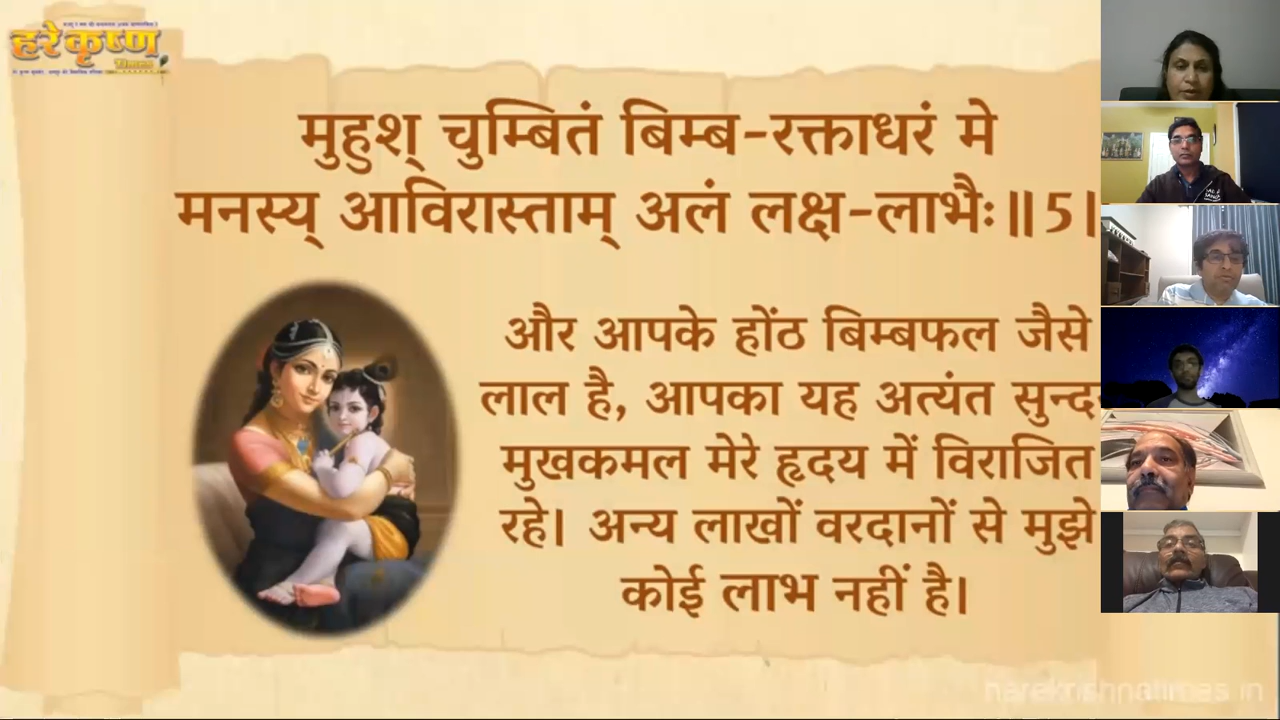 हरे कृष्ण
Times
मुहुश् चुम्बितं बिम्ब-रक्ताधरं मे
मनस्य् आविरास्ताम् अलं लक्ष-लाभैः॥5|
और आपके होंठ बिम्बफल जैसे
लाल है, आपका यह अत्यंत
मुखकमल मेरे हृदय में विराजित
रहे। अन्य लाखों वरदानों से मुझे
कोई लाभ नहीं है।
harekrishnatimes.in